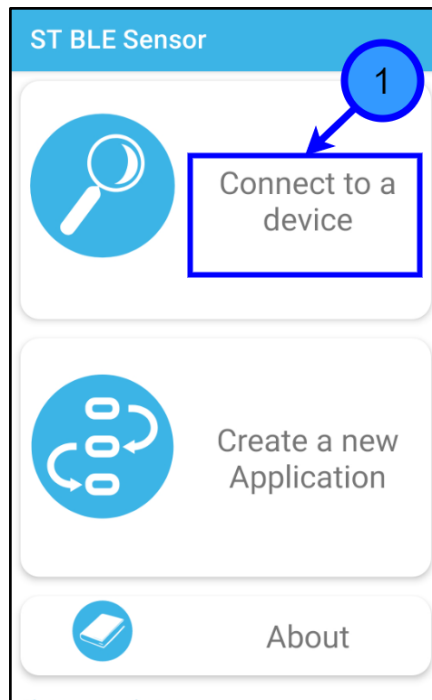 ST BLE Sensor
1
Connect to a
device
Create a new
Application
About